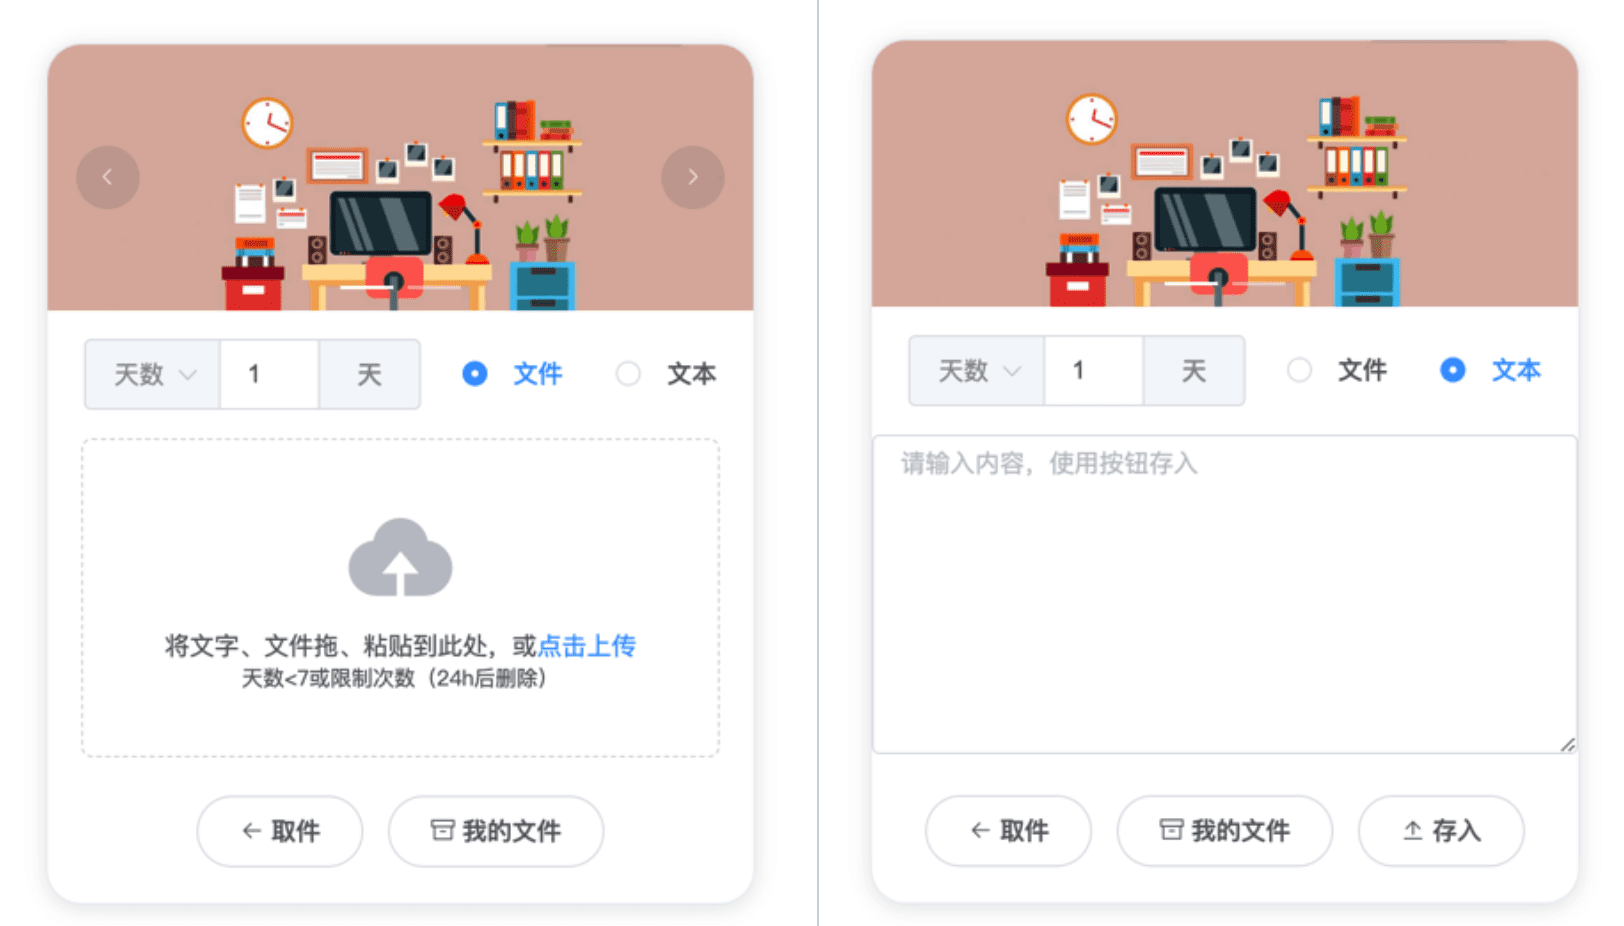 天数 1 天 文件 文本
将文字、文件拖、粘贴到此处，或点击上传
天数<7或限制次数（24h后删除）
取件 我的文件
天数 1 天 文件 文本
请输入内容，使用按钮存入
取件 我的文件 存入